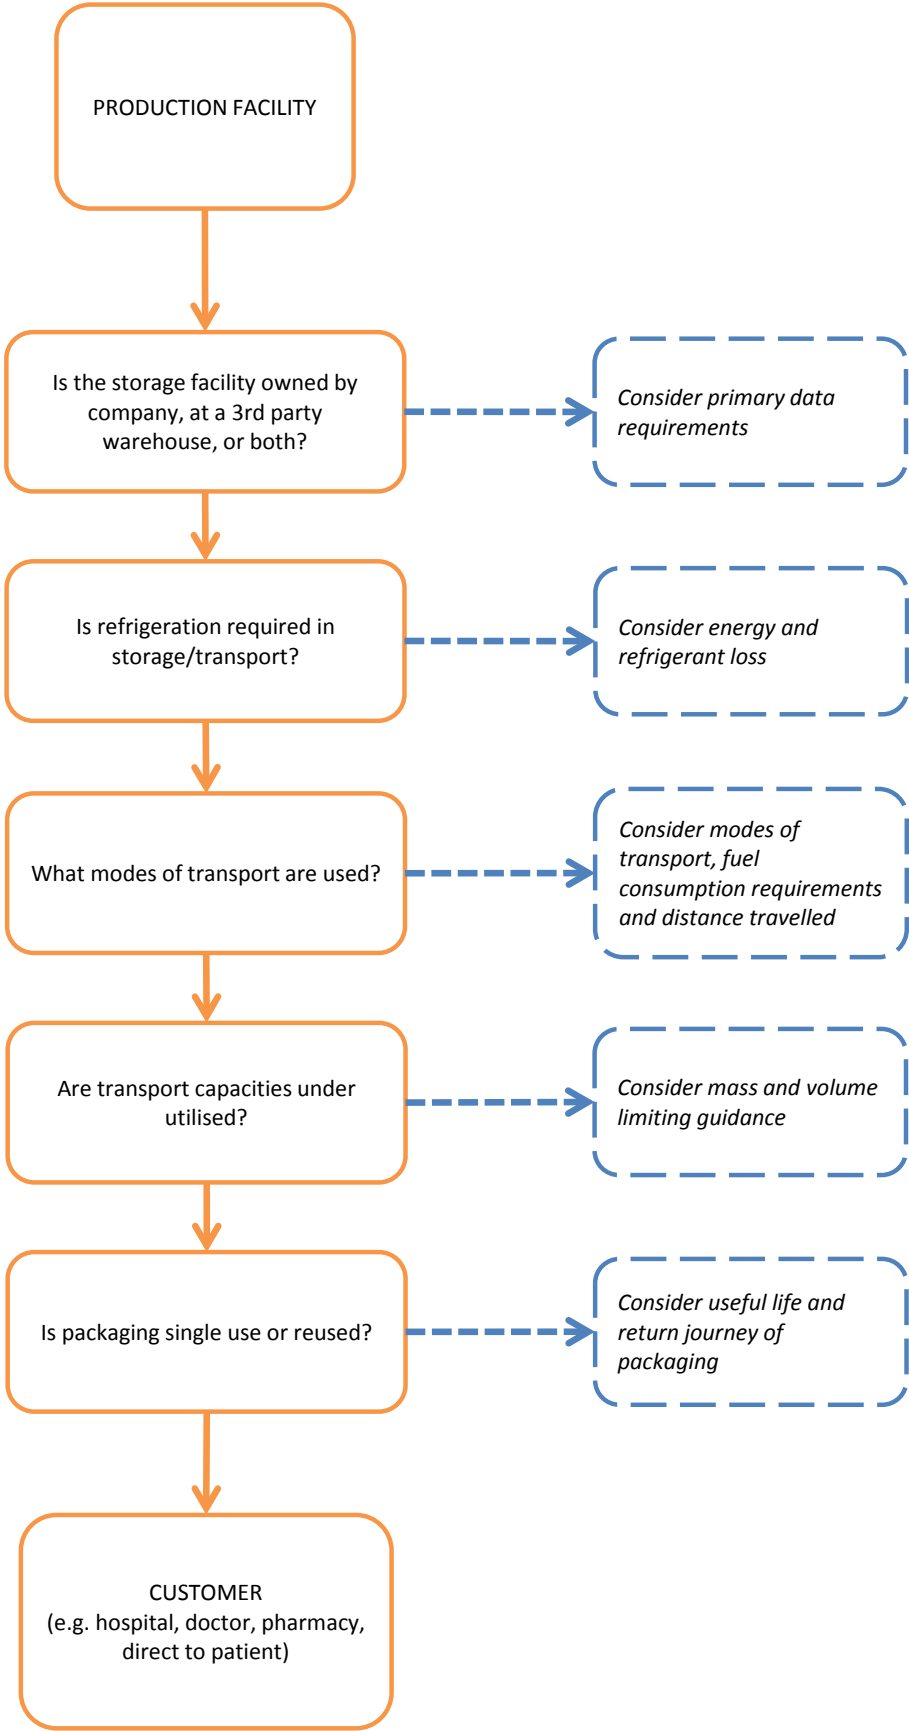 PRODUCTION FACILITY
Is the storage facility owned by
company, at a 3rd party
warehouse, or both?
Consider primary data
requirements
Is refrigeration required in
storage/transport?
Consider energy and
refrigerant loss
What modes of transport are used?
Consider modes of
transport, fuel
consumption requirements
and distance travelled
Are transport capacities under
utilised?
Consider mass and volume
limiting guidance
Is packaging single use or reused?
Consider useful life and
return journey of
packaging
CUSTOMER
(e.g. hospital, doctor, pharmacy,
direct to patient)